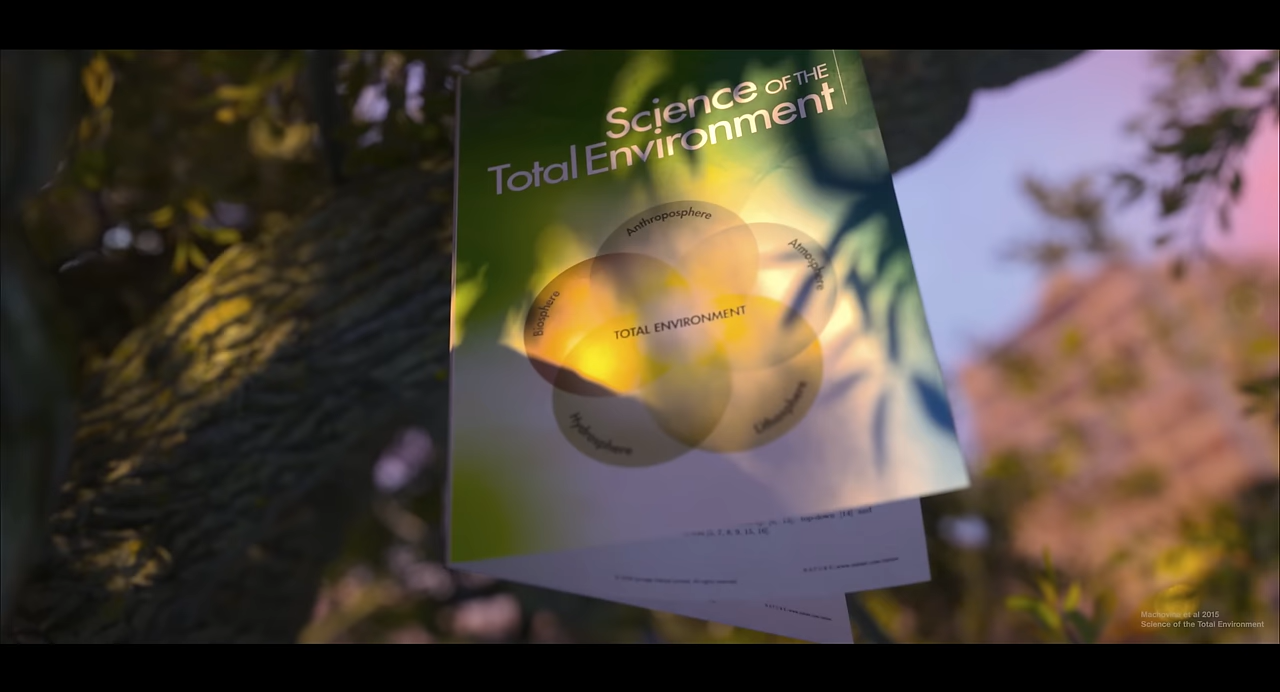 Science OF THE
Total Environment
Anthroposphere
Atmosphere
Biosphere
TOTAL ENVIRONMENT
Lithosphere
Hydrosphere
Machovina et al 2015
Science of the Total Environment